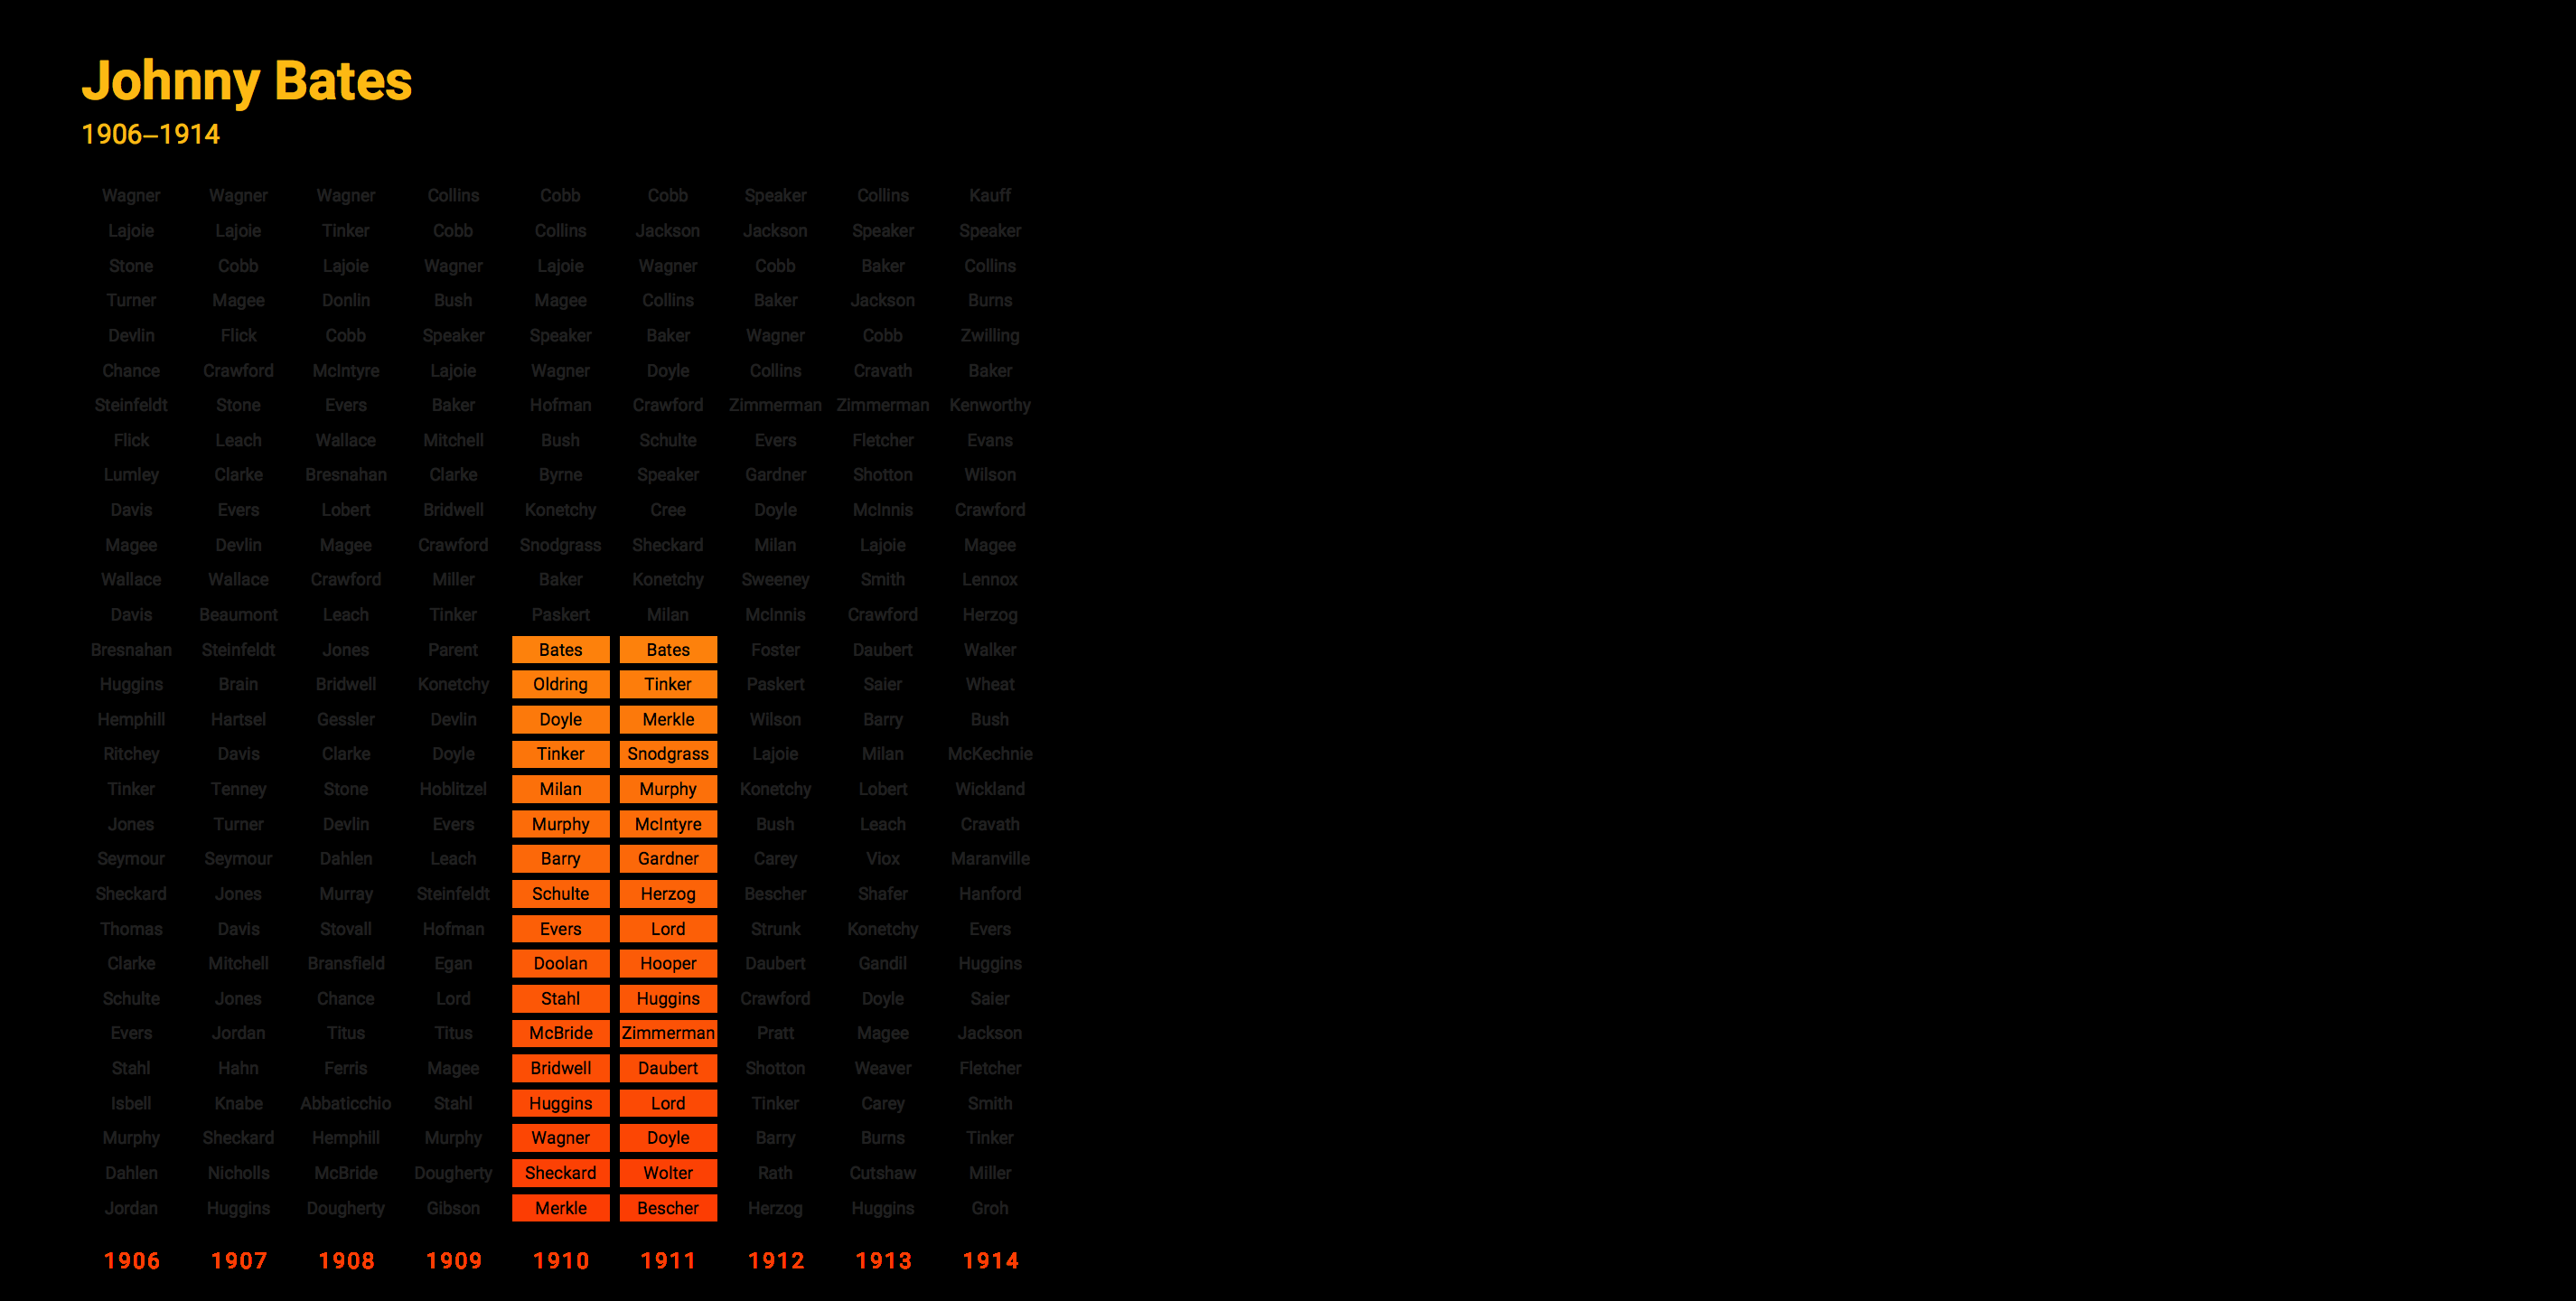 Johnny Bates
1906–1914
Wagner Wagner Wagner Collins Cobb Cobb Speaker Collins Kauff
Lajoie Lajoie Tinker Cobb Collins Jackson Jackson Speaker Speaker
Stone Cobb Lajoie Wagner Lajoie Wagner Cobb Baker Collins
Turner Magee Donlin Bush Magee Collins Baker Jackson Burns
Devlin Flick Cobb Speaker Speaker Baker Wagner Cobb Zwilling
Chance Crawford McIntyre Lajoie Wagner Doyle Collins Cravath Baker
Steinfeldt Stone Evers Baker Hofman Crawford Zimmerman Zimmerman Kenworthy
Flick Leach Wallace Mitchell Bush Schulte Evers Fletcher Evans
Lumley Clarke Bresnahan Clarke Byrne Speaker Gardner Shotton Wilson
Davis Evers Lobert Bridwell Konetchy Cree Doyle McInnis Crawford
Magee Devlin Magee Crawford Snodgrass Sheckard Milan Lajoie Magee
Wallace Wallace Crawford Miller Baker Konetchy Sweeney Smith Lennox
Davis Beaumont Leach Tinker Paskert Milan McInnis Crawford Herzog
Bresnahan Steinfeldt Jones Parent Bates Bates Foster Daubert Walker
Huggins Brain Bridwell Konetchy Oldring Tinker Paskert Saier Wheat
Hemphill Hartsel Gessler Devlin Doyle Merkle Wilson Barry Bush
Ritchey Davis Clarke Doyle Tinker Snodgrass Lajoie Milan McKechnie
Tinker Tenney Stone Hoblitzel Milan Murphy Konetchy Lobert Wickland
Jones Turner Devlin Evers Murphy McIntyre Bush Leach Cravath
Seymour Seymour Dahlen Leach Barry Gardner Carey Viox Maranville
Sheckard Jones Murray Steinfeldt Schulte Herzog Bescher Shafer Hanford
Thomas Davis Stovall Hofman Evers Lord Strunk Konetchy Evers
Clarke Mitchell Bransfield Egan Doolan Hooper Daubert Gandil Huggins
Schulte Jones Chance Lord Stahl Huggins Crawford Doyle Saier
Evers Jordan Titus Titus McBride Zimmerman Pratt Magee Jackson
Stahl Hahn Ferris Magee Bridwell Daubert Shotton Weaver Fletcher
Isbell Knabe Abbaticchio Stahl Huggins Lord Tinker Carey Smith
Murphy Sheckard Hemphill Murphy Wagner Doyle Barry Burns Tinker
Dahlen Nicholls McBride Dougherty Sheckard Wolter Rath Cutshaw Miller
Jordan Huggins Dougherty Gibson Merkle Bescher Herzog Huggins Groh
1906 1907 1908 1909 1910 1911 1912 1913 1914